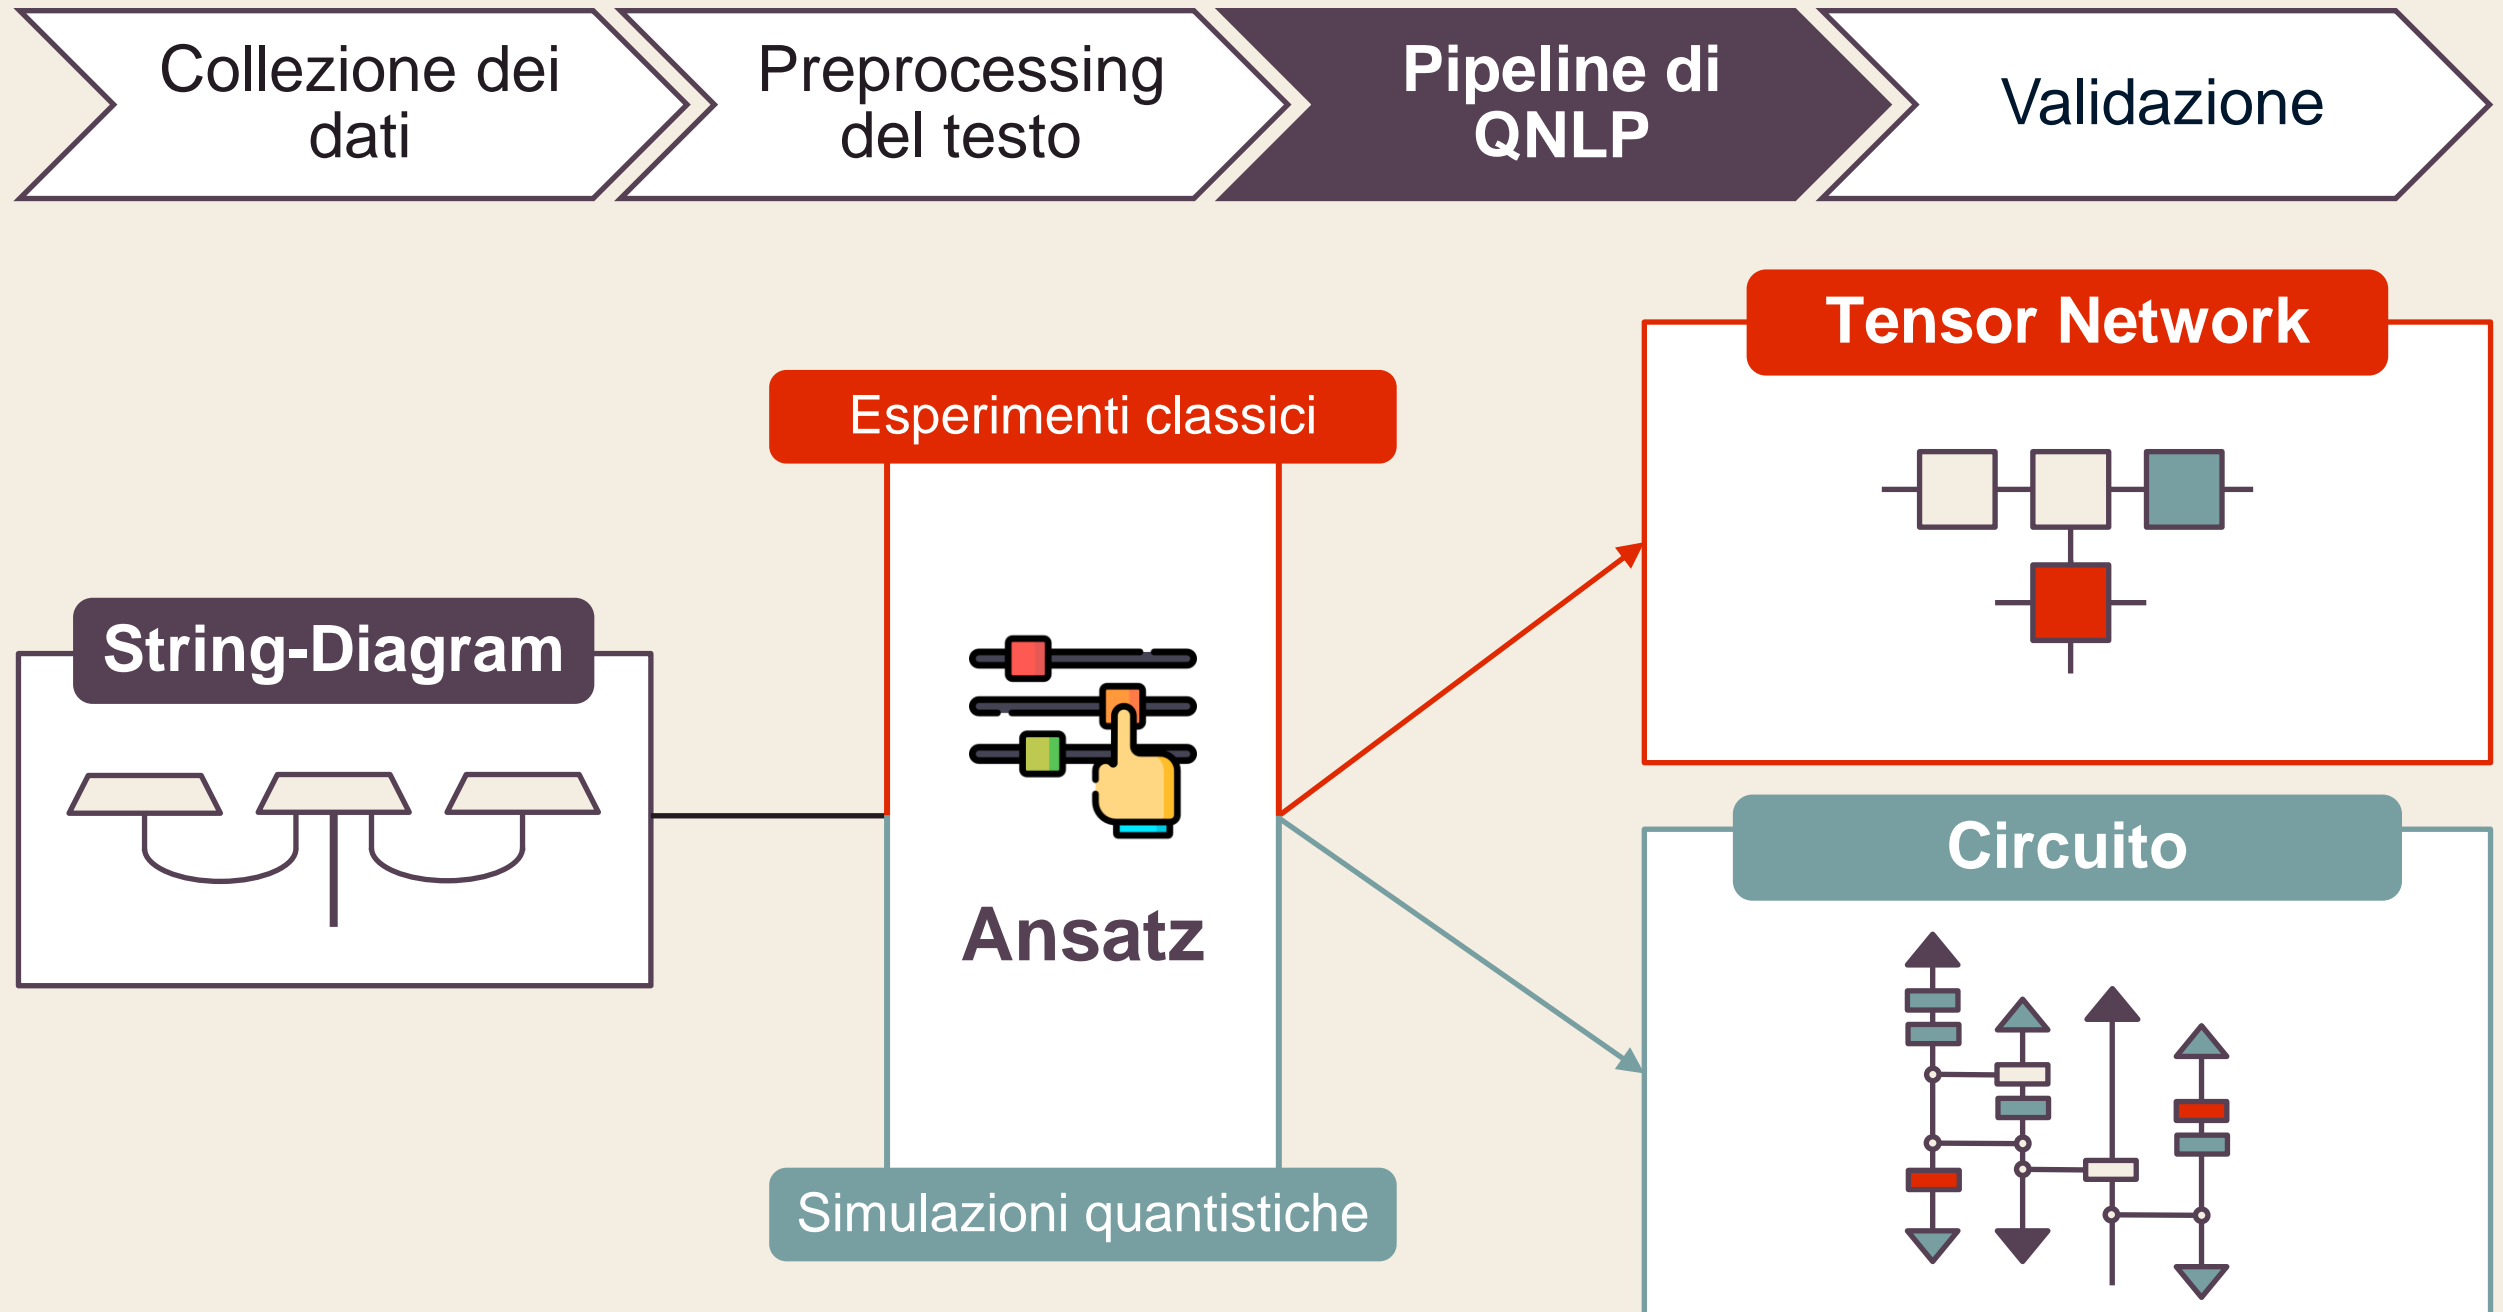 Collezione dei
dati
Preprocessing
del testo
Pipeline di
QNLP
Validazione
Tensor Network
Esperimenti classici
String-Diagram
Circuito
Ansatz
Simulazioni quantistiche